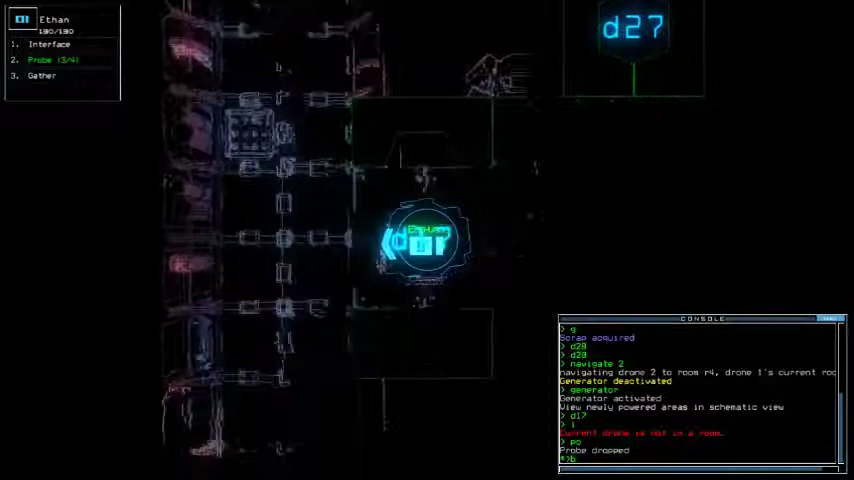 Ethan
190/190
1. Interface
2. Probe (3/4)
3. Gather
d27
Ethan
CONSOLE
> g
Scrap acquired
> d28
> d28
> navigate 2
navigating drone 2 to room r4, drone 1's current roo
Generator deactivated
> generator
Generator activated
View newly powered areas in schematic view
> d17
> i
Current drone is not in a room.
> po
Probe dropped
>b